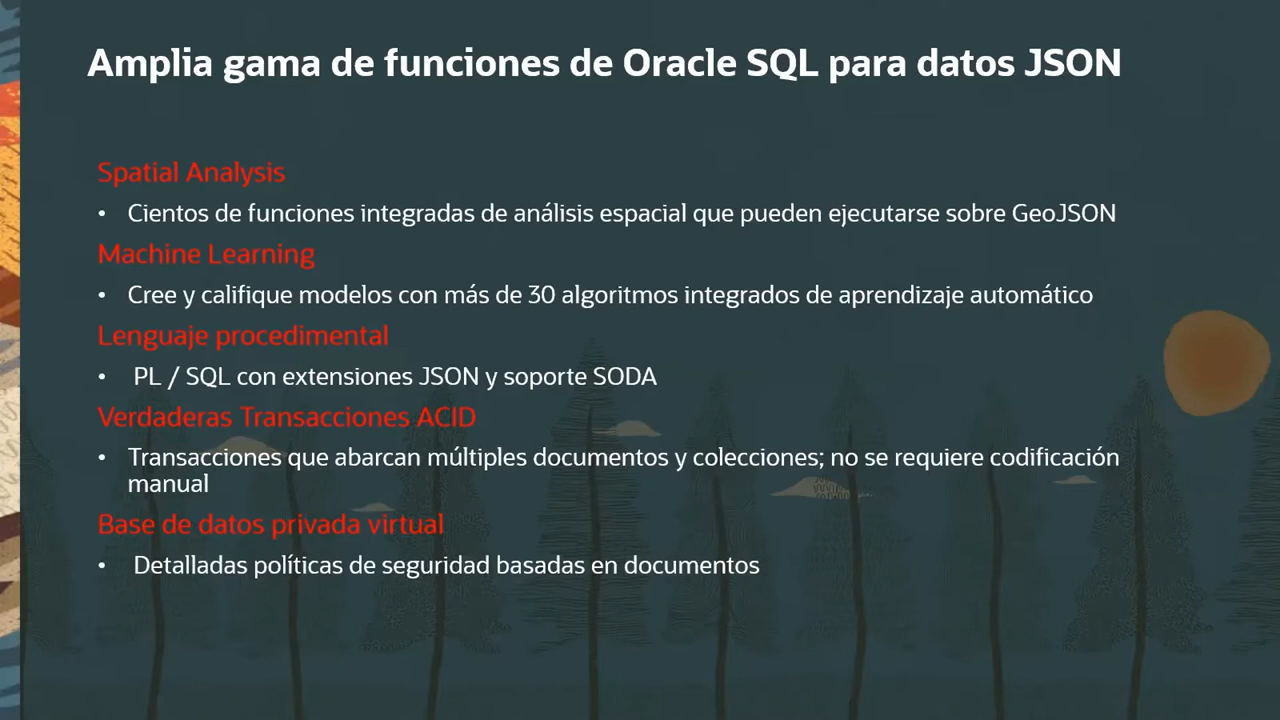 Amplia gama de funciones de Oracle SQL para datos JSON
Spatial Analysis
• Cientos de funciones integradas de análisis espacial que pueden ejecutarse sobre GeoJSON
Machine Learning
• Cree y califique modelos con más de 30 algoritmos integrados de aprendizaje automático
Lenguaje procedimental
• PL / SQL con extensiones JSON y soporte SODA
Verdaderas Transacciones ACID
• Transacciones que abarcan múltiples documentos y colecciones; no se requiere codificación
manual
Base de datos privada virtual
• Detalladas políticas de seguridad basadas en documentos